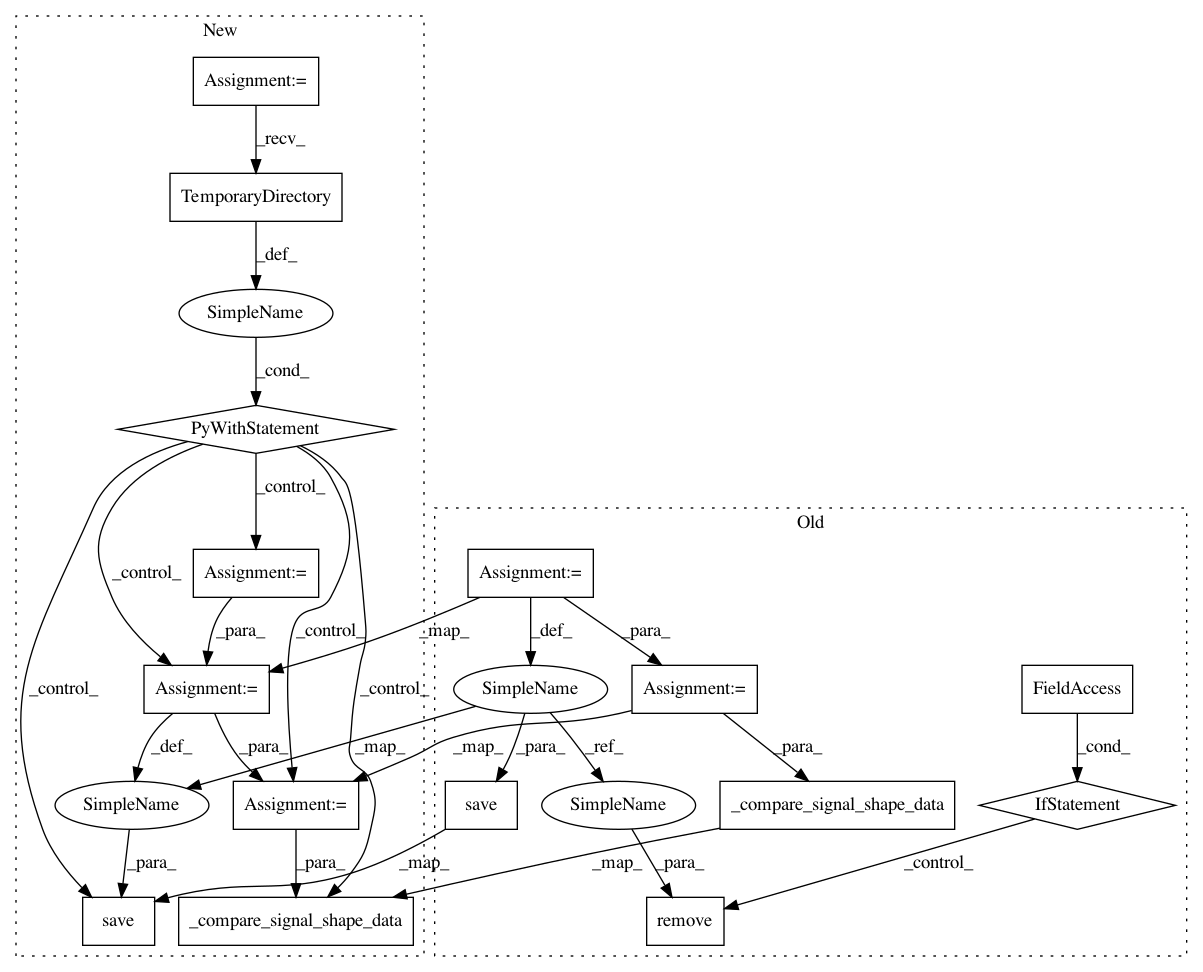 New
Assignment:=
_recv_
TemporaryDirectory
_def_
SimpleName
_cond_
PyWithStatement
_control_
Old
Assignment:=
Assignment:=
_control_
_para_
_control_
_map_
_def_
_para_
_control_
_control_
Assignment:=
SimpleName
Assignment:=
FieldAccess
_def_
_para_
_map_
_map_
_para_
_ref_
_para_
_cond_
SimpleName
Assignment:=
save
SimpleName
_compare_signal_shape_data
IfStatement
_para_
_para_
_map_
_map_
_para_
_control_
save
_compare_signal_shape_data
remove